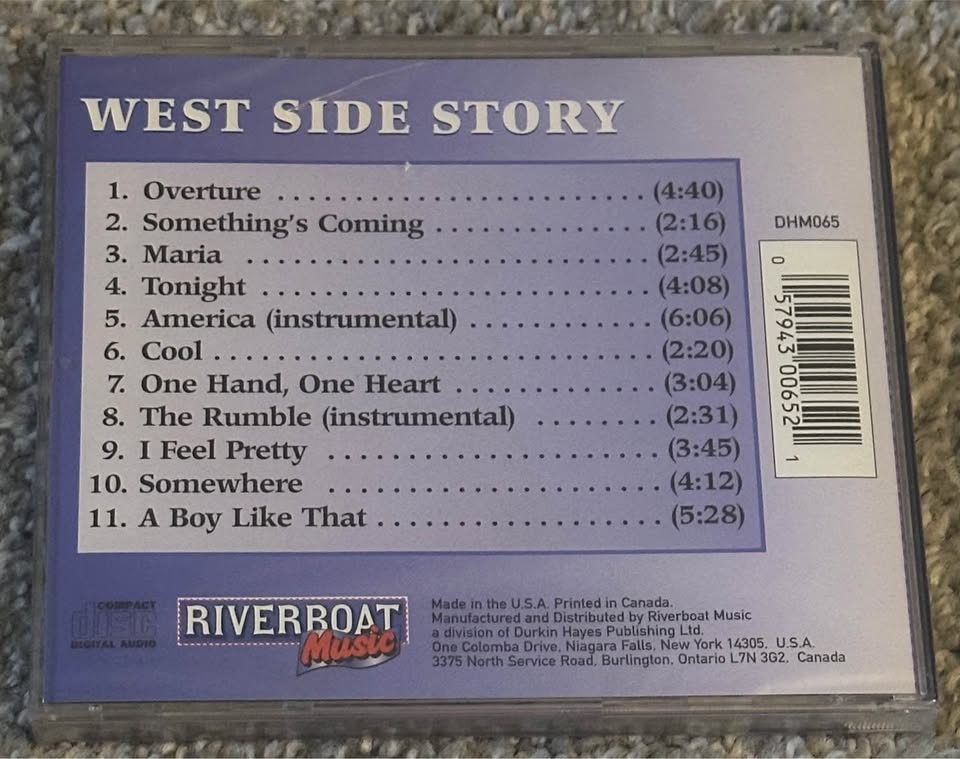 WEST SIDE STORY
1. Overture ........................ (4:40)
2. Something's Coming .............. (2:16)
3. Maria ........................... (2:45)
4. Tonight ......................... (4:08)
5. America (instrumental) ............ (6:06)
6. Cool ............................ (2:20)
7. One Hand, One Heart ............. (3:04)
8. The Rumble (instrumental) ........ (2:31)
9. I Feel Pretty ..................... (3:45)
10. Somewhere ..................... (4:12)
11. A Boy Like That ................... (5:28)
DHM065
0 57943 00652 1
COMPACT
disc
DIGITAL AUDIO
RIVERBOAT
Music
Made in the U.S.A. Printed in Canada.
Manufactured and Distributed by Riverboat Music
a division of Durkin Hayes Publishing Ltd.
One Colomba Drive, Niagara Falls, New York 14305, U.S.A.
3375 North Service Road, Burlington, Ontario L7N 3G2, Canada